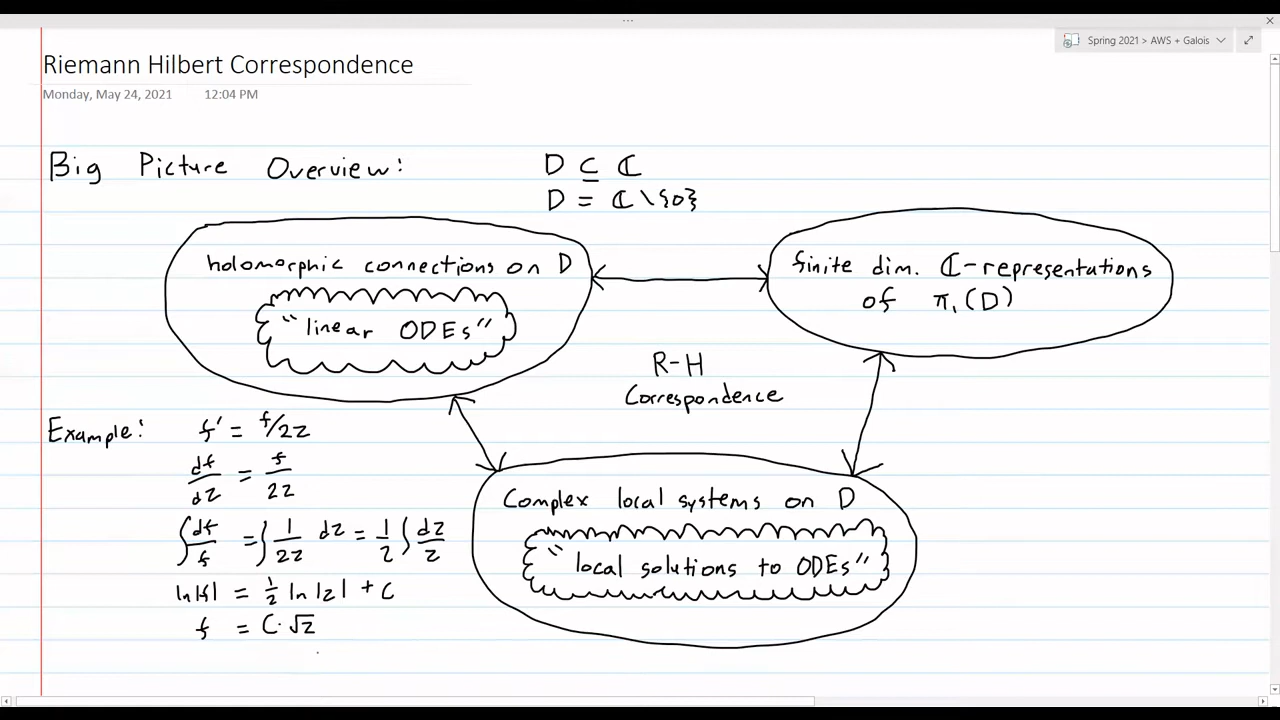 Spring 2021 > AWS + Galois
Riemann Hilbert Correspondence
Monday, May 24, 2021 12:04 PM
Big Picture Overview: D ⊆ ℂ
D = ℂ \ {0}
holomorphic connections on D
"linear ODEs"
finite dim. ℂ-representations
of π₁(D)
R-H
Correspondence
Example: f' = f/2z
df/dz = f/2z
∫ df/f = ∫ 1/2z dz = 1/2 ∫ dz/z
ln|f| = 1/2 ln|z| + C
f = C·√z
Complex local systems on D
"local solutions to ODEs"